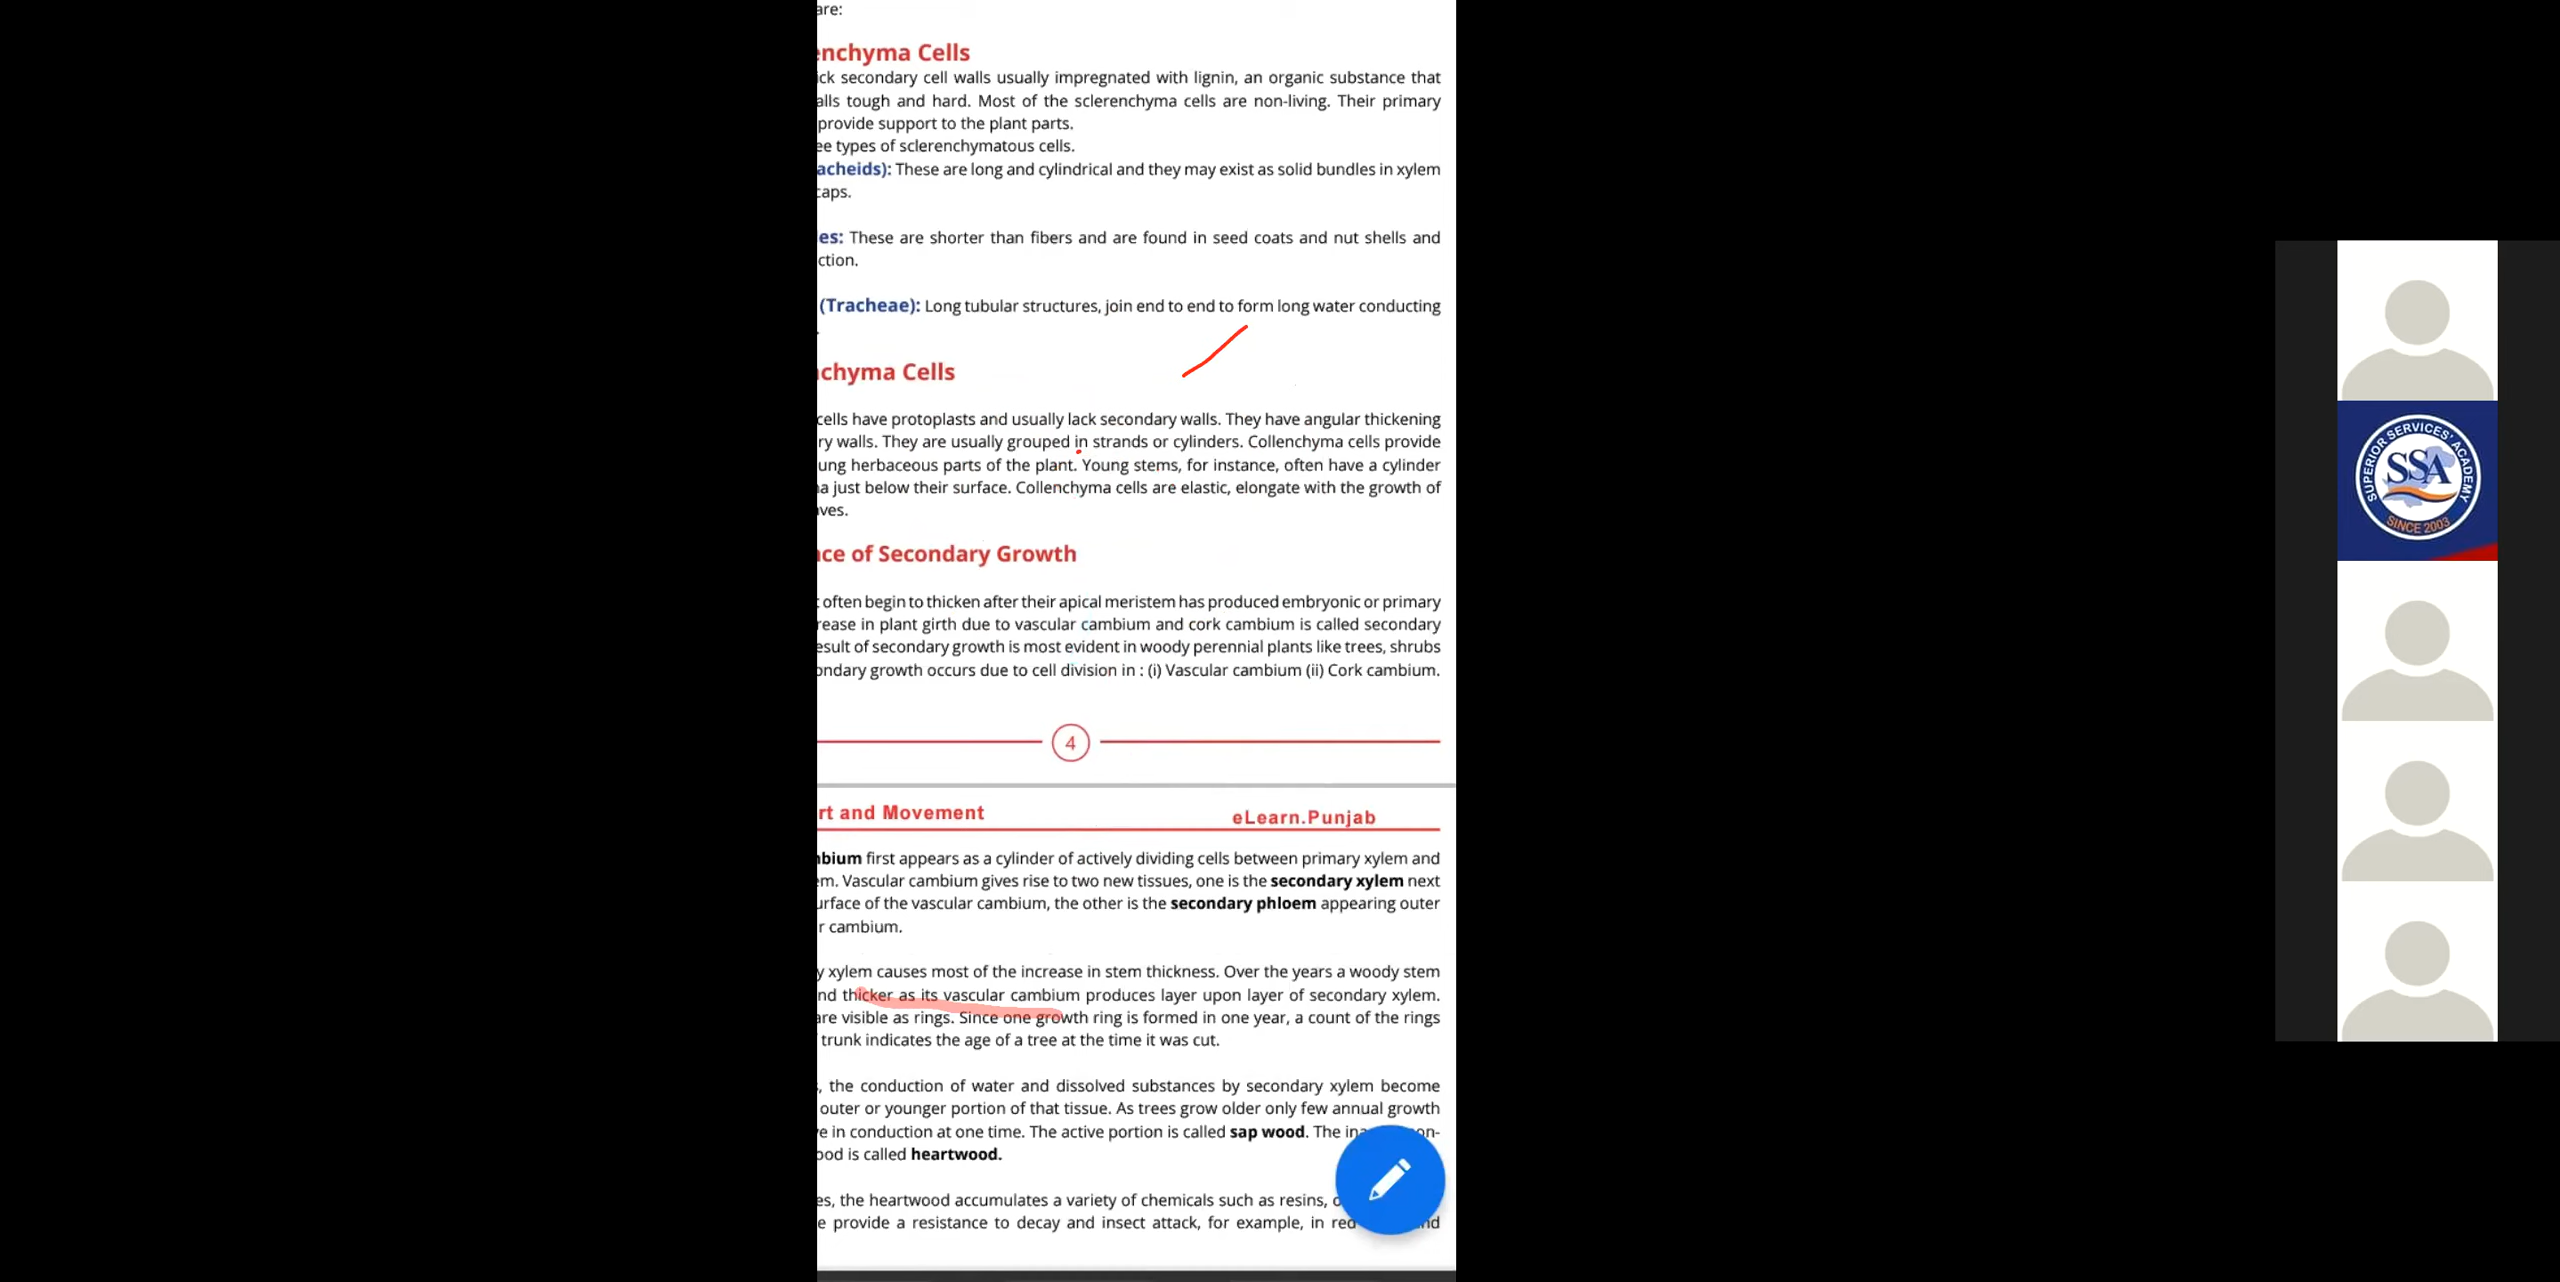 are:
enchyma Cells
ick secondary cell walls usually impregnated with lignin, an organic substance that
alls tough and hard. Most of the sclerenchyma cells are non-living. Their primary
provide support to the plant parts.
ee types of sclerenchymatous cells.
acheids): These are long and cylindrical and they may exist as solid bundles in xylem
caps.
es: These are shorter than fibers and are found in seed coats and nut shells and
ction.
(Tracheae): Long tubular structures, join end to end to form long water conducting
.
chyma Cells
cells have protoplasts and usually lack secondary walls. They have angular thickening
ry walls. They are usually grouped in strands or cylinders. Collenchyma cells provide
ung herbaceous parts of the plant. Young stems, for instance, often have a cylinder
a just below their surface. Collenchyma cells are elastic, elongate with the growth of
aves.
nce of Secondary Growth
t often begin to thicken after their apical meristem has produced embryonic or primary
rease in plant girth due to vascular cambium and cork cambium is called secondary
esult of secondary growth is most evident in woody perennial plants like trees, shrubs
ondary growth occurs due to cell division in : (i) Vascular cambium (ii) Cork cambium.
4
rt and Movement eLearn.Punjab
mbium first appears as a cylinder of actively dividing cells between primary xylem and
em. Vascular cambium gives rise to two new tissues, one is the secondary xylem next
urface of the vascular cambium, the other is the secondary phloem appearing outer
r cambium.
y xylem causes most of the increase in stem thickness. Over the years a woody stem
nd thicker as its vascular cambium produces layer upon layer of secondary xylem.
are visible as rings. Since one growth ring is formed in one year, a count of the rings
trunk indicates the age of a tree at the time it was cut.
, the conduction of water and dissolved substances by secondary xylem become
outer or younger portion of that tissue. As trees grow older only few annual growth
e in conduction at one time. The active portion is called sap wood. The ina on-
ood is called heartwood.
es, the heartwood accumulates a variety of chemicals such as resins, o
e provide a resistance to decay and insect attack, for example, in red nd
SUPERIOR SERVICES' ACADEMY
SSA
SINCE 2003